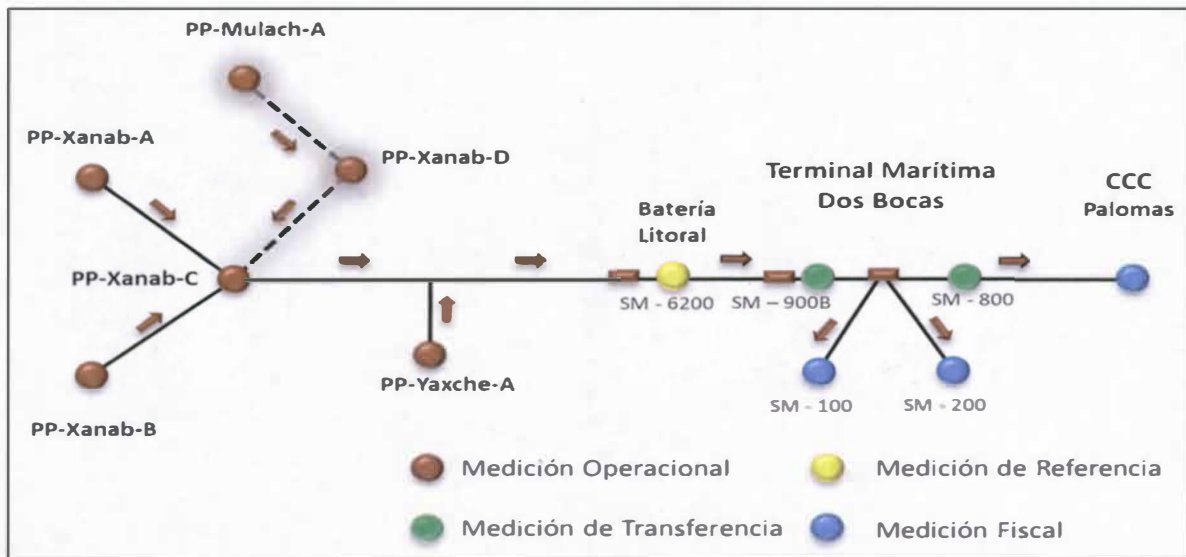 PP-Mulach-A
PP-Xanab-A
PP-Xanab-D
Terminal Marítima
Dos Bocas
CCC
Palomas
Batería
Litoral
PP-Xanab-C
SM - 6200
SM - 900B
SM - 800
PP-Yaxche-A
SM - 100
SM - 200
PP-Xanab-B
Medición Operacional
Medición de Referencia
Medición de Transferencia
Medición Fiscal